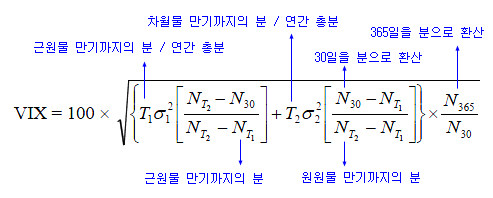 차월물 만기까지의 분 / 연간 총분
365일을 분으로 환산
근원물 만기까지의 분 / 연간 총분
30일을 분으로 환산
VIX = 100 × √{T₁σ₁²[(N_T₂ − N₃₀) / (N_T₂ − N_T₁)] + T₂σ₂²[(N₃₀ − N_T₁) / (N_T₂ − N_T₁)]} × N₃₆₅ / N₃₀
근원물 만기까지의 분
원원물 만기까지의 분